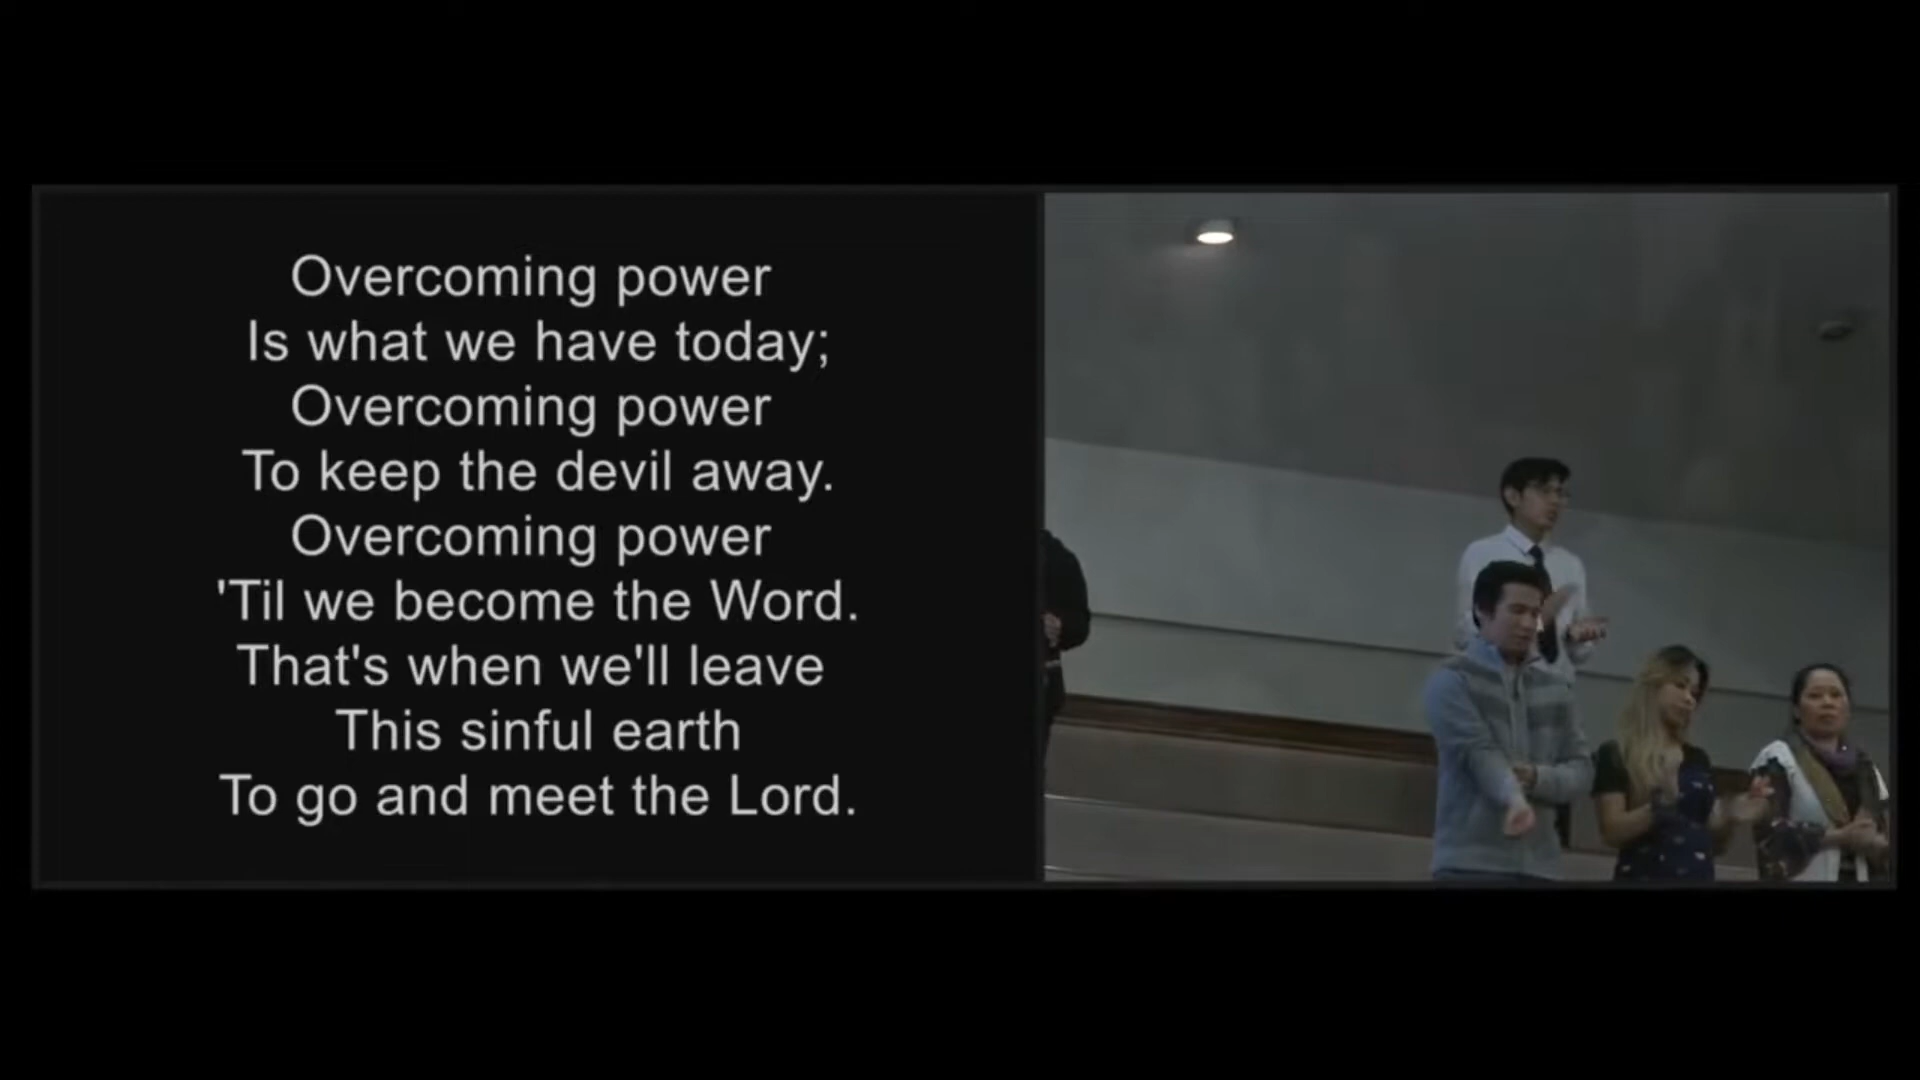 Overcoming power
Is what we have today;
Overcoming power
To keep the devil away.
Overcoming power
'Til we become the Word.
That's when we'll leave
This sinful earth
To go and meet the Lord.